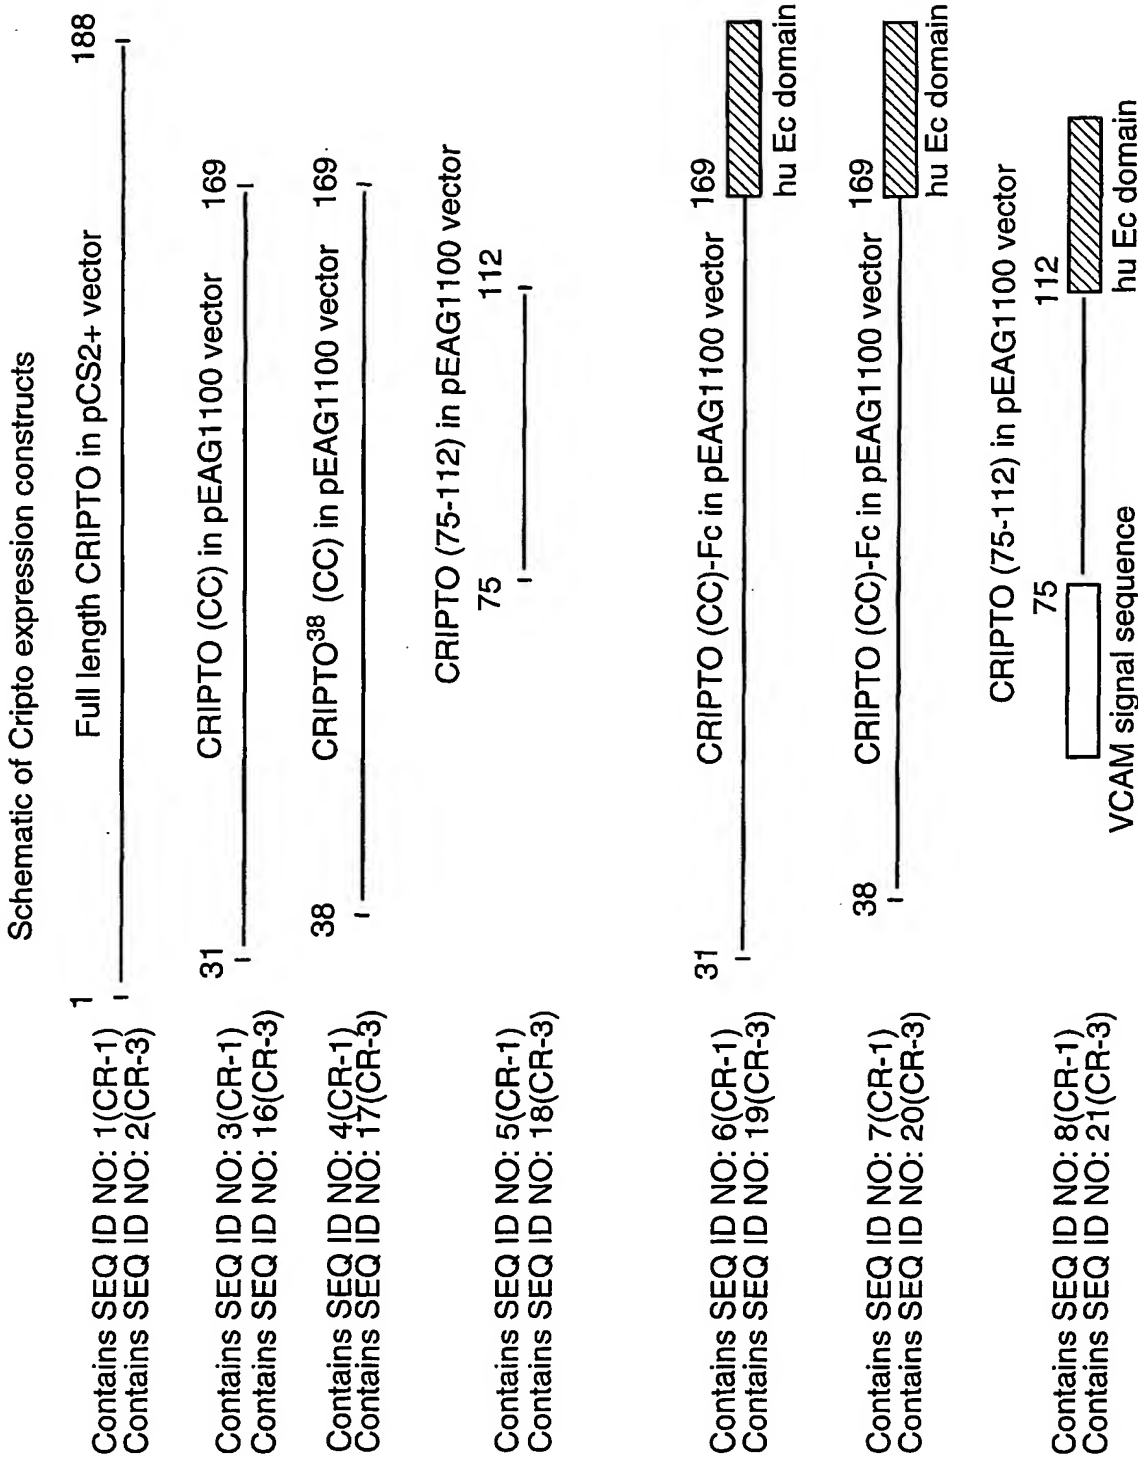 Schematic of Cripto expression constructs
Full length CRIPTO in pCS2+ vector
1
188
Contains SEQ ID NO: 1(CR-1)
Contains SEQ ID NO: 2(CR-3)
CRIPTO (CC) in pEAG1100 vector
31
169
Contains SEQ ID NO: 3(CR-1)
Contains SEQ ID NO: 16(CR-3)
CRIPTO³⁸ (CC) in pEAG1100 vector
38
169
Contains SEQ ID NO: 4(CR-1)
Contains SEQ ID NO: 17(CR-3)
CRIPTO (75-112) in pEAG1100 vector
75
112
Contains SEQ ID NO: 5(CR-1)
Contains SEQ ID NO: 18(CR-3)
CRIPTO (CC)-Fc in pEAG1100 vector
31
169
hu Ec domain
Contains SEQ ID NO: 6(CR-1)
Contains SEQ ID NO: 19(CR-3)
CRIPTO (CC)-Fc in pEAG1100 vector
38
169
hu Ec domain
Contains SEQ ID NO: 7(CR-1)
Contains SEQ ID NO: 20(CR-3)
CRIPTO (75-112) in pEAG1100 vector
75
112
VCAM signal sequence
hu Ec domain
Contains SEQ ID NO: 8(CR-1)
Contains SEQ ID NO: 21(CR-3)